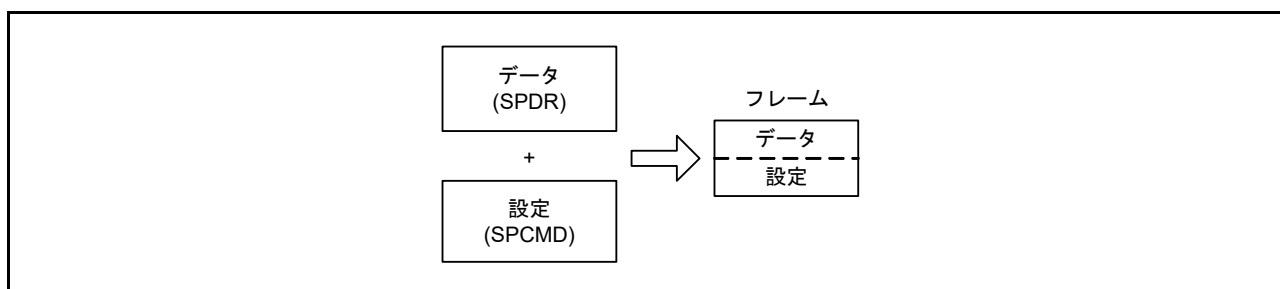 データ
(SPDR)
+
設定
(SPCMD)
フレーム
データ
設定